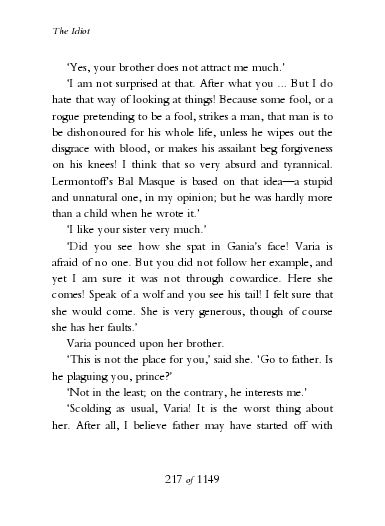 The Idiot
'Yes, your brother does not attract me much.'
'I am not surprised at that. After what you ... But I do
hate that way of looking at things! Because some fool, or a
rogue pretending to be a fool, strikes a man, that man is to
be dishonoured for his whole life, unless he wipes out the
disgrace with blood, or makes his assailant beg forgiveness
on his knees! I think that so very absurd and tyrannical.
Lermontoff's Bal Masque is based on that idea—a stupid
and unnatural one, in my opinion; but he was hardly more
than a child when he wrote it.'
'I like your sister very much.'
'Did you see how she spat in Gania's face! Varia is
afraid of no one. But you did not follow her example, and
yet I am sure it was not through cowardice. Here she
comes! Speak of a wolf and you see his tail! I felt sure that
she would come. She is very generous, though of course
she has her faults.'
Varia pounced upon her brother.
'This is not the place for you,' said she. 'Go to father. Is
he plaguing you, prince?'
'Not in the least; on the contrary, he interests me.'
'Scolding as usual, Varia! It is the worst thing about
her. After all, I believe father may have started off with
217 of 1149